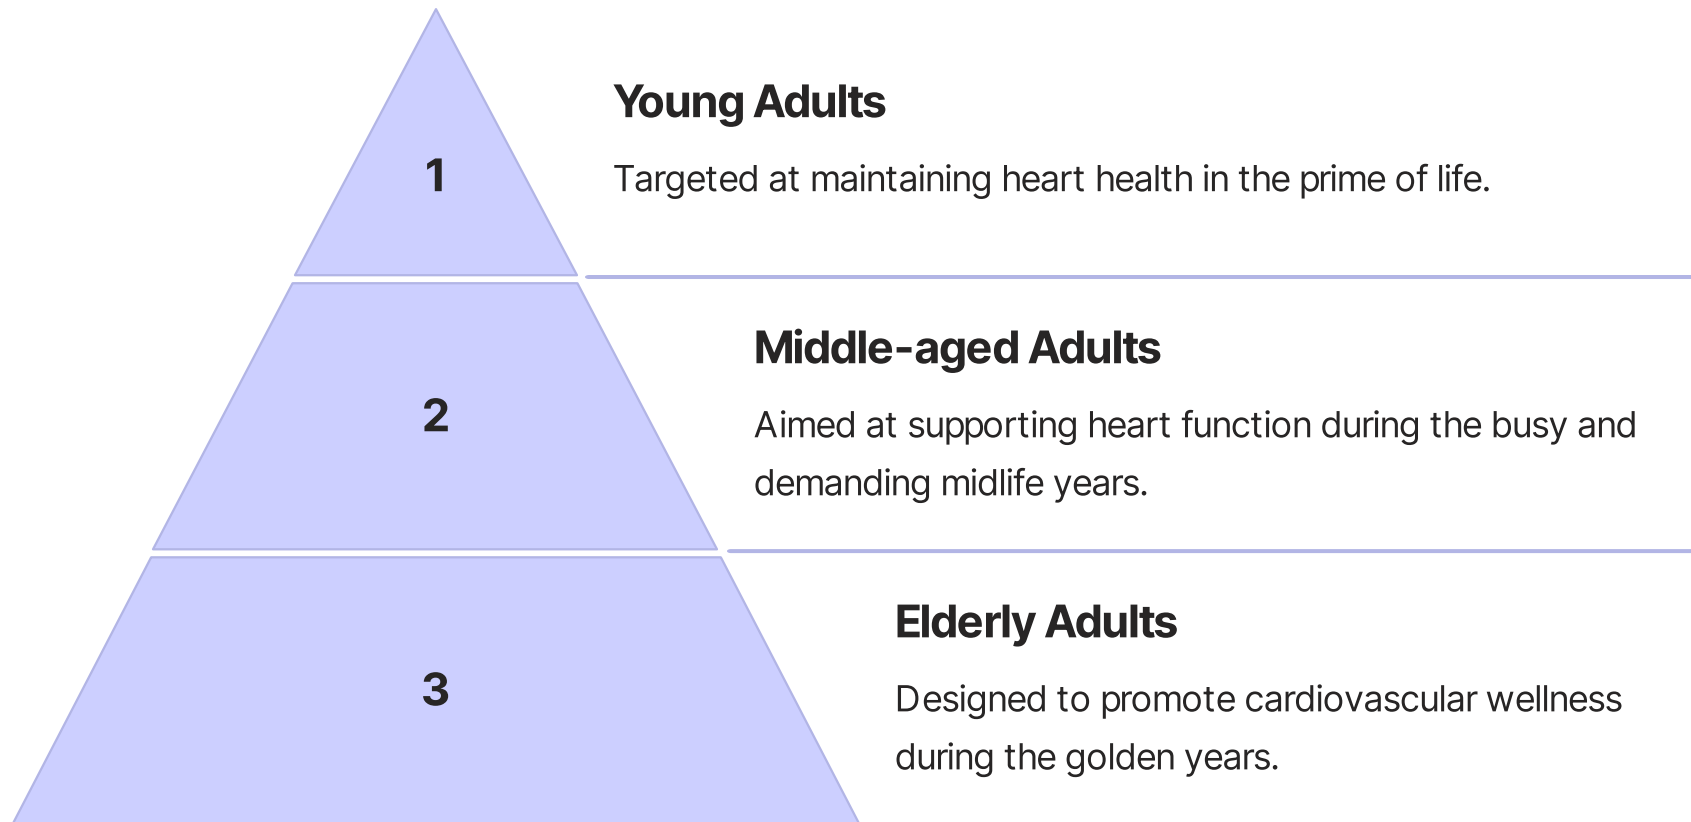 1
Young Adults
Targeted at maintaining heart health in the prime of life.
2
Middle-aged Adults
Aimed at supporting heart function during the busy and
demanding midlife years.
3
Elderly Adults
Designed to promote cardiovascular wellness
during the golden years.